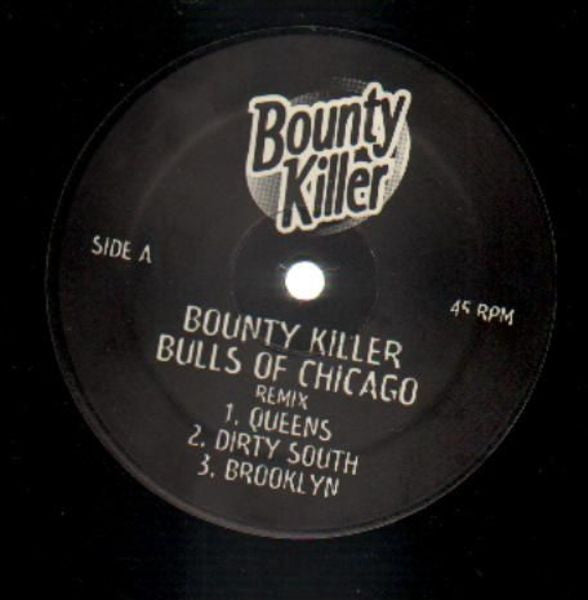 Bounty
Killer
SIDE A
45 RPM
BOUNTY KILLER
BULLS OF CHICAGO
REMIX
1. QUEENS
2. DIRTY SOUTH
3. BROOKLYN